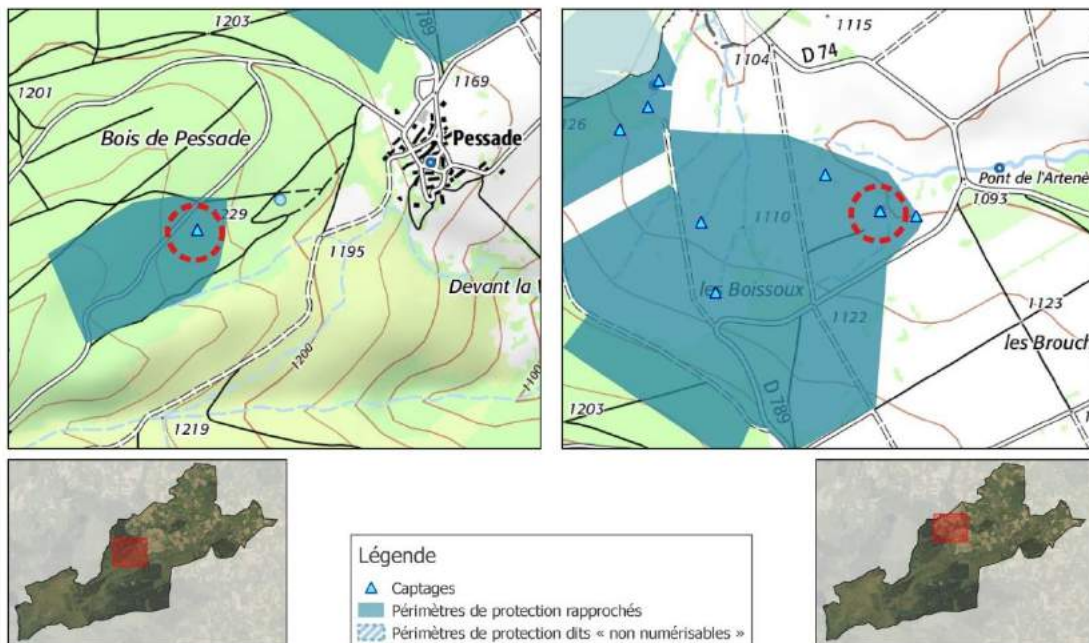 1203
789
1169
1201
Bois de Pessade
Pessade
229
1195
Devant la V
1200
1100
1219
1115
1104
D 74
126
Pont de l'Artenè
1093
1110
les Boissoux
1123
1122
les Brouch
D 789
1203
Légende
Captages
Périmètres de protection rapprochés
Périmètres de protection dits « non numérisables »